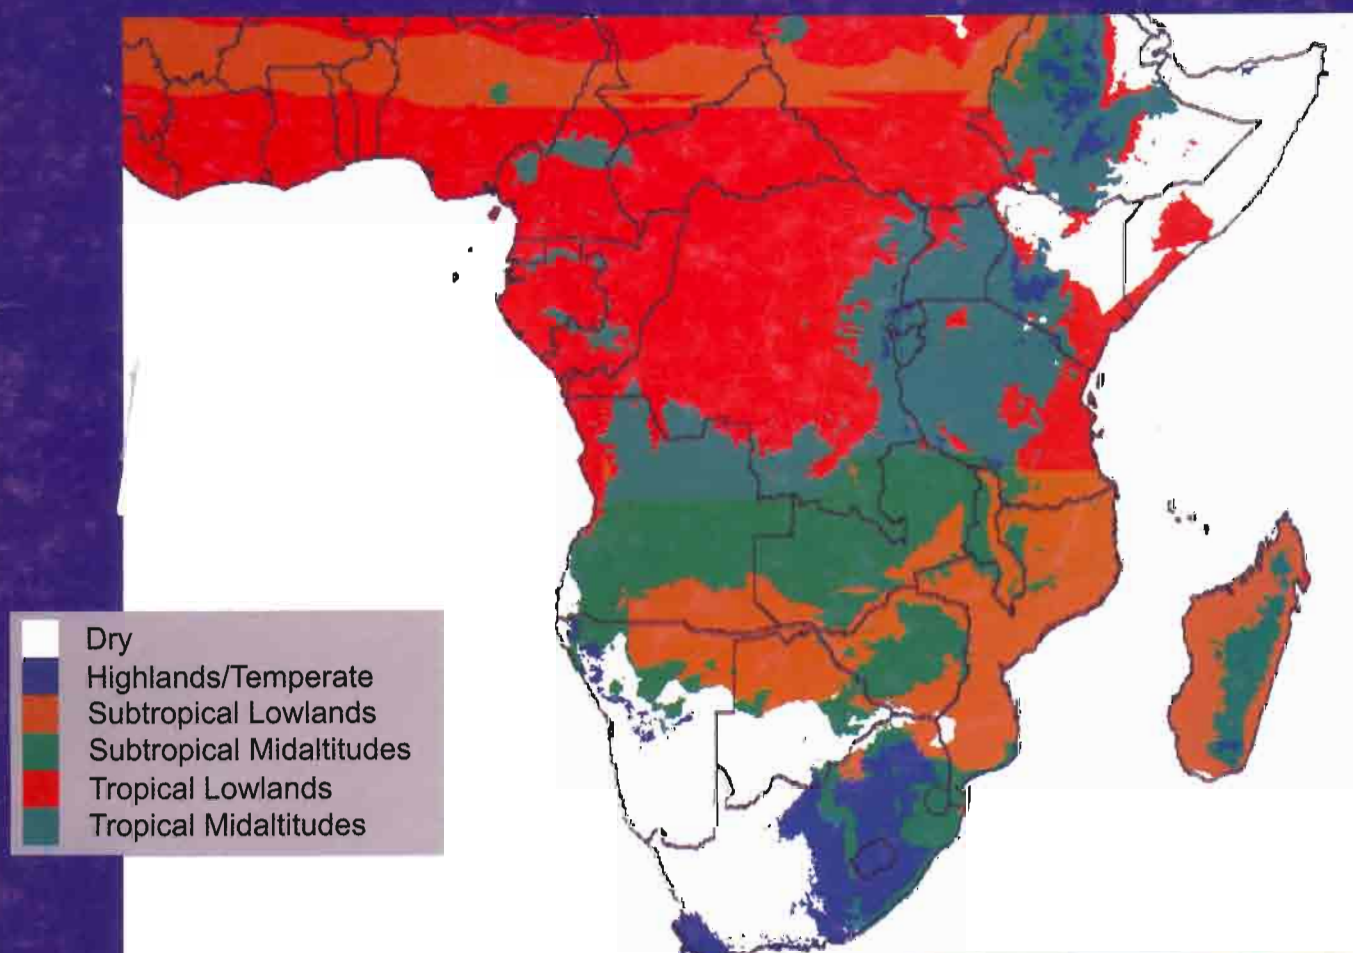 Dry
Highlands/Temperate
Subtropical Lowlands
Subtropical Midaltitudes
Tropical Lowlands
Tropical Midaltitudes